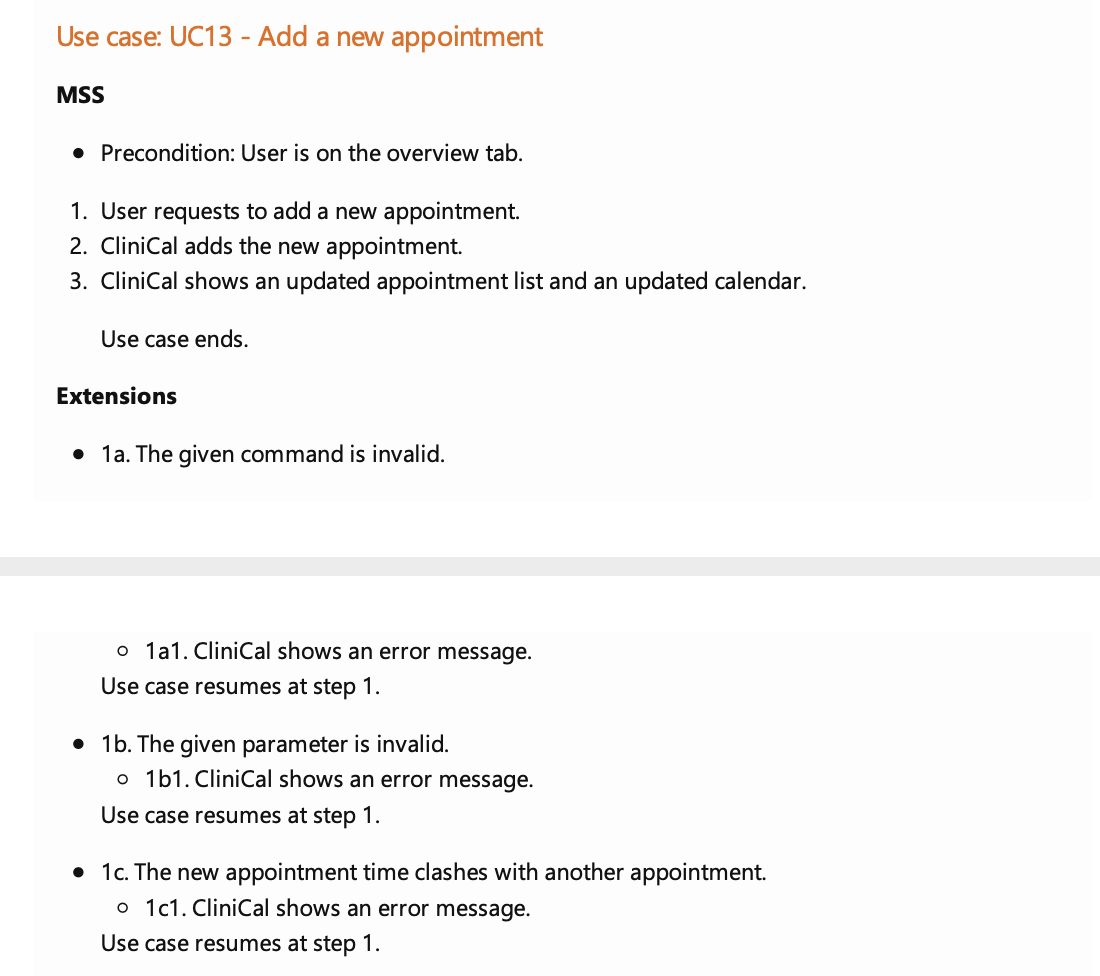 Use case: UC13 - Add a new appointment
MSS
• Precondition: User is on the overview tab.
1. User requests to add a new appointment.
2. CliniCal adds the new appointment.
3. CliniCal shows an updated appointment list and an updated calendar.
Use case ends.
Extensions
• 1a. The given command is invalid.
◦ 1a1. CliniCal shows an error message.
Use case resumes at step 1.
• 1b. The given parameter is invalid.
◦ 1b1. CliniCal shows an error message.
Use case resumes at step 1.
• 1c. The new appointment time clashes with another appointment.
◦ 1c1. CliniCal shows an error message.
Use case resumes at step 1.